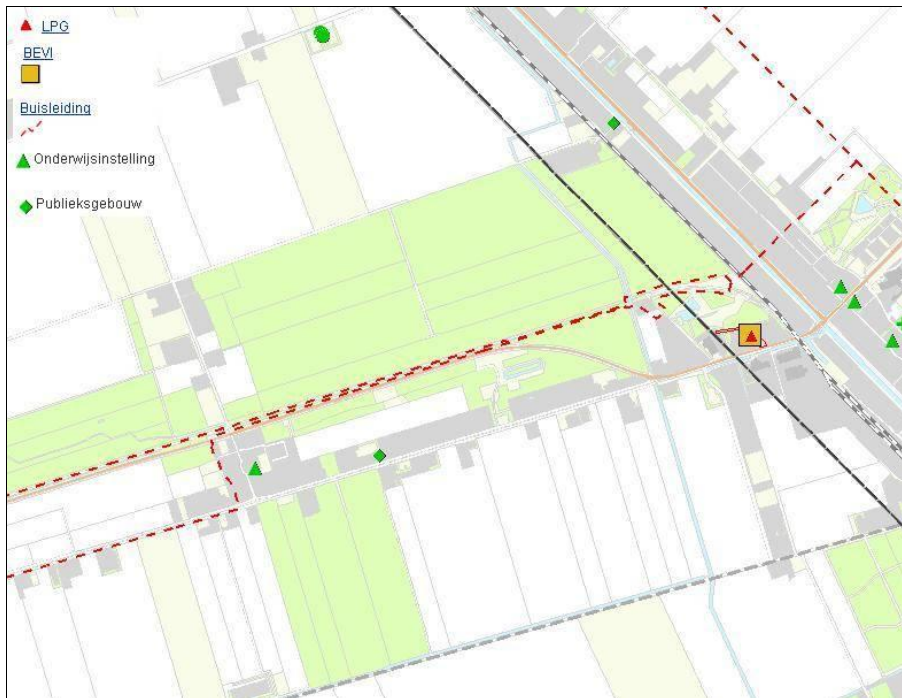 LPG
BEVI
Buisleiding
Onderwijsinstelling
Publieksgebouw